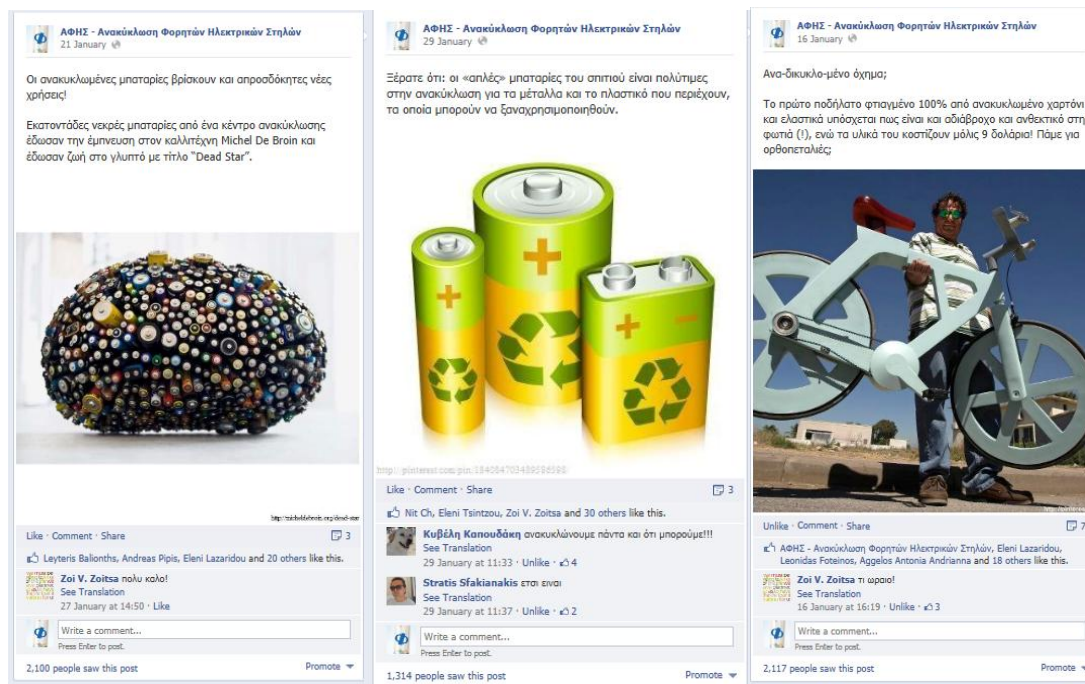 ΑΦΗΣ - Ανακύκλωση Φορητών Ηλεκτρικών Στηλών
21 January
Οι ανακυκλωμένες μπαταρίες βρίσκουν και απροσδόκητες νέες
χρήσεις!
Εκατοντάδες νεκρές μπαταρίες από ένα κέντρο ανακύκλωσης
έδωσαν την έμπνευση στον καλλιτέχνη Michel De Broin και
έδωσαν ζωή στο γλυπτό με τίτλο "Dead Star".
http://micheldebroin.org/dead-star
Like · Comment · Share 3
Leyteris Balionths, Andreas Pipis, Eleni Lazaridou and 20 others like this.
Zoi V. Zoitsa πολυ καλο!
See Translation
27 January at 14:50 · Like
Write a comment...
Press Enter to post.
2,100 people saw this post Promote
ΑΦΗΣ - Ανακύκλωση Φορητών Ηλεκτρικών Στηλών
29 January
Ξέρατε ότι: οι «απλές» μπαταρίες του σπιτιού είναι πολύτιμες
στην ανακύκλωση για τα μέταλλα και το πλαστικό που περιέχουν,
τα οποία μπορούν να ξαναχρησιμοποιηθούν.
Like · Comment · Share 3
Nit Ch, Eleni Tsintzou, Zoi V. Zoitsa and 30 others like this.
Κυβέλη Καπουδάκη ανακυκλώνουμε πάντα και ότι μπορούμε!!!
See Translation
29 January at 11:33 · Unlike · 4
Stratis Sfakianakis ετσι ειναι
See Translation
29 January at 11:37 · Unlike · 2
Write a comment...
Press Enter to post.
1,314 people saw this post Promote
ΑΦΗΣ - Ανακύκλωση Φορητών Ηλεκτρικών Στηλών
16 January
Ανα-δικυκλο-μένο όχημα;
Το πρώτο ποδήλατο φτιαγμένο 100% από ανακυκλωμένο χαρτόνι
και ελαστικά υπόσχεται πως είναι και αδιάβροχο και ανθεκτικό στη
φωτιά (!), ενώ τα υλικά του κοστίζουν μόλις 9 δολάρια! Πάμε για
ορθοπεταλιές;
Unlike · Comment · Share 7
ΑΦΗΣ - Ανακύκλωση Φορητών Ηλεκτρικών Στηλών, Eleni Lazaridou,
Leonidas Foteinos, Aggelos Antonia Andrianna and 18 others like this.
Zoi V. Zoitsa τι ωραιο!
See Translation
16 January at 16:19 · Unlike · 3
Write a comment...
Press Enter to post.
2,117 people saw this post Promote